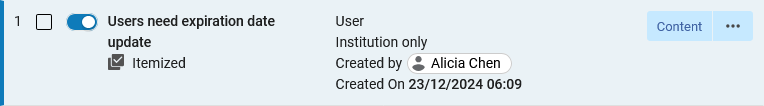 1
Users need expiration date
update
Itemized
User
Institution only
Created by Alicia Chen
Created On 23/12/2024 06:09
Content
•••